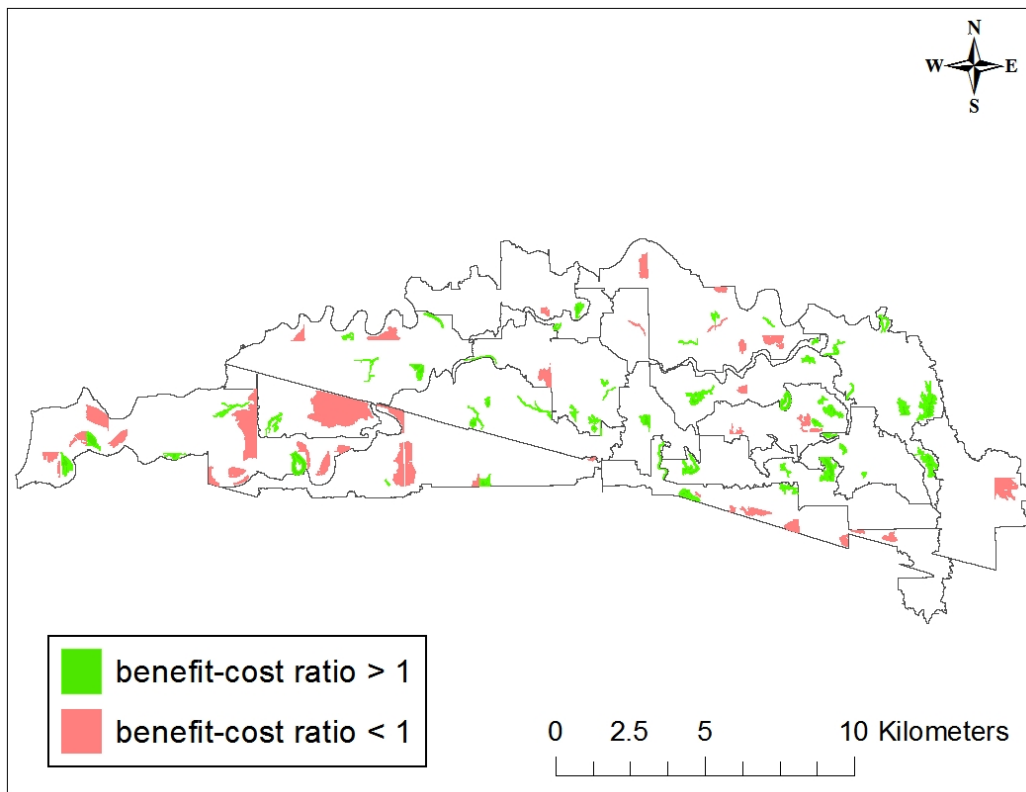 N
W E
S
benefit-cost ratio > 1
benefit-cost ratio < 1
0 2.5 5 10 Kilometers